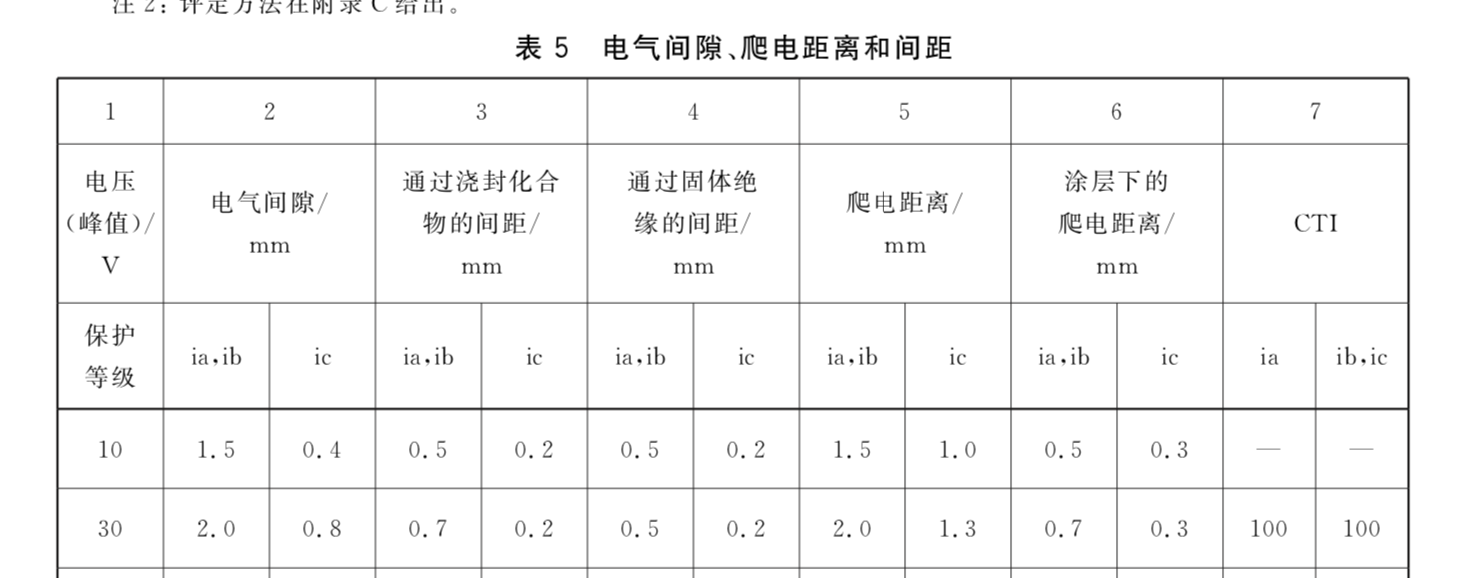 注 2: 评定方法在附录 C 给出。
表 5 电气间隙、爬电距离和间距
1 2 3 4 5 6 7
电压(峰值)/V 电气间隙/mm 通过浇封化合物的间距/mm 通过固体绝缘的间距/mm 爬电距离/mm 涂层下的爬电距离/mm CTI
保护等级 ia,ib ic ia,ib ic ia,ib ic ia,ib ic ia,ib ic ia ib,ic
10 1.5 0.4 0.5 0.2 0.5 0.2 1.5 1.0 0.5 0.3 — —
30 2.0 0.8 0.7 0.2 0.5 0.2 2.0 1.3 0.7 0.3 100 100